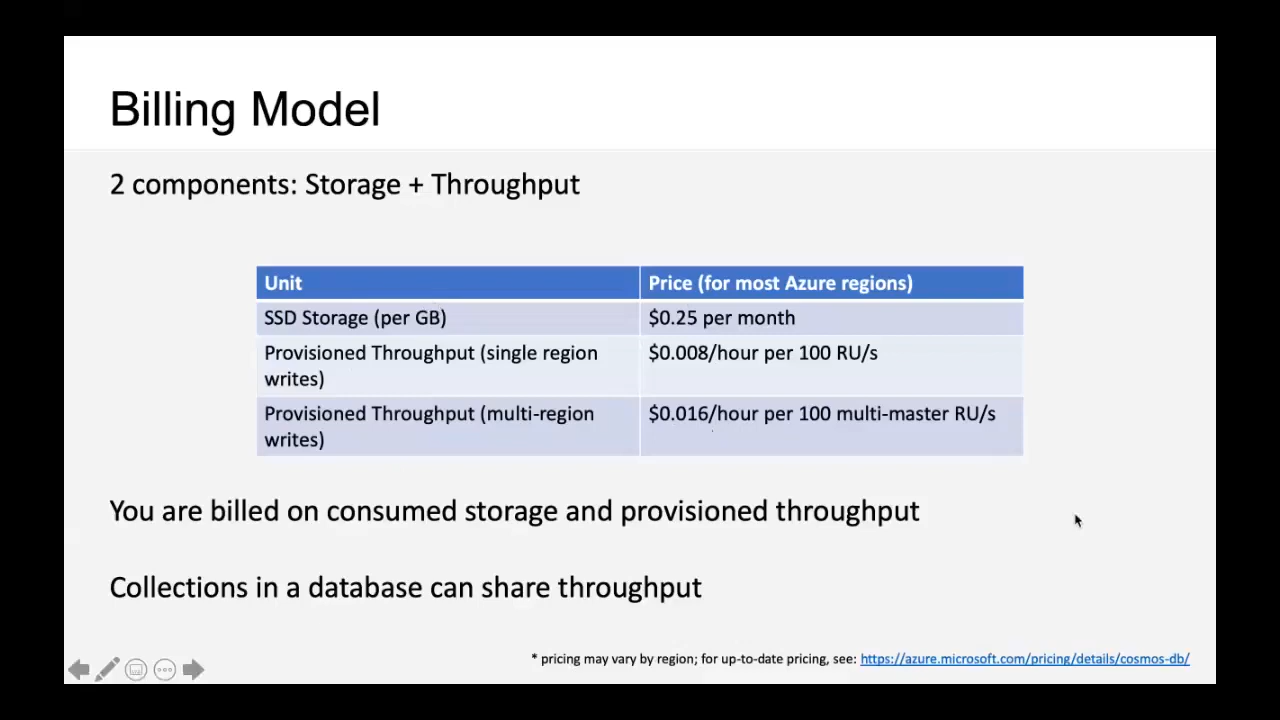 Billing Model
2 components: Storage + Throughput
Unit
Price (for most Azure regions)
SSD Storage (per GB)
$0.25 per month
Provisioned Throughput (single region
writes)
$0.008/hour per 100 RU/s
Provisioned Throughput (multi-region
writes)
$0.016/hour per 100 multi-master RU/s
You are billed on consumed storage and provisioned throughput
Collections in a database can share throughput
* pricing may vary by region; for up-to-date pricing, see: https://azure.microsoft.com/pricing/details/cosmos-db/